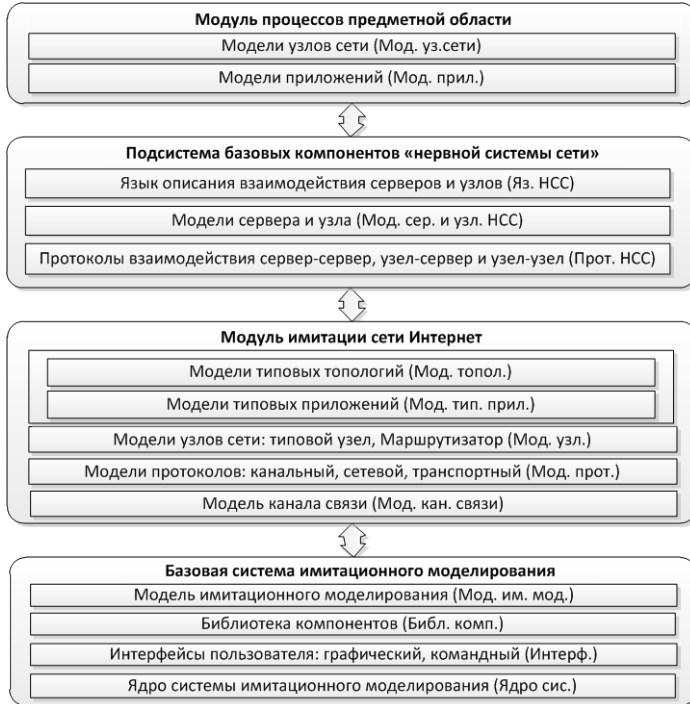 Модуль процессов предметной области
Модели узлов сети (Мод. уз.сети)
Модели приложений (Мод. прил.)
Подсистема базовых компонентов «нервной системы сети»
Язык описания взаимодействия серверов и узлов (Яз. НСС)
Модели сервера и узла (Мод. сер. и узл. НСС)
Протоколы взаимодействия сервер-сервер, узел-сервер и узел-узел (Прот. НСС)
Модуль имитации сети Интернет
Модели типовых топологий (Мод. топол.)
Модели типовых приложений (Мод. тип. прил.)
Модели узлов сети: типовой узел, Маршрутизатор (Мод. узл.)
Модели протоколов: канальный, сетевой, транспортный (Мод. прот.)
Модель канала связи (Мод. кан. связи)
Базовая система имитационного моделирования
Модель имитационного моделирования (Мод. им. мод.)
Библиотека компонентов (Библ. комп.)
Интерфейсы пользователя: графический, командный (Интерф.)
Ядро системы имитационного моделирования (Ядро сис.)